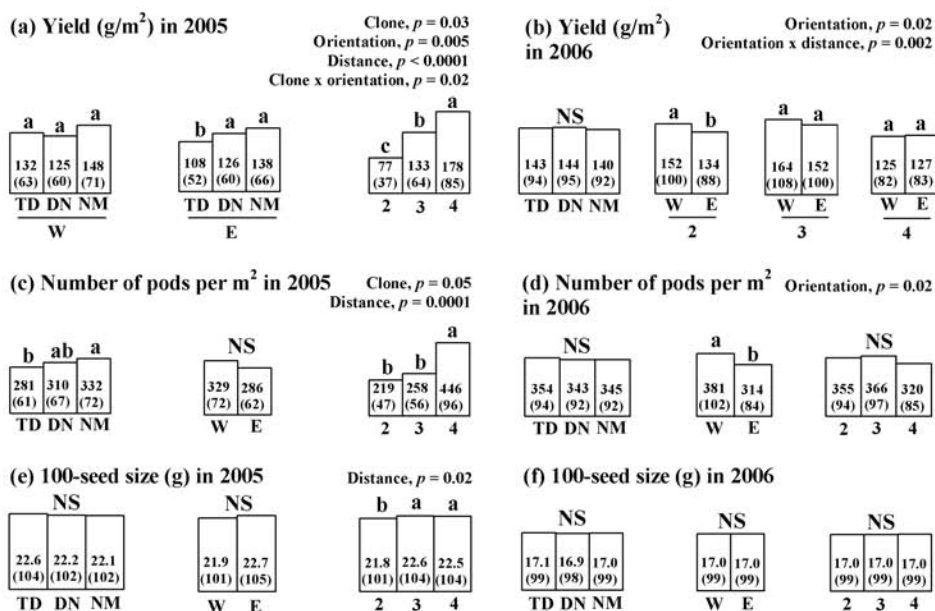 (a) Yield (g/m²) in 2005
Clone, p = 0.03
Orientation, p = 0.005
Distance, p < 0.0001
Clone x orientation, p = 0.02
a a a
132 125 148
(63) (60) (71)
TD DN NM
W
b a a
108 126 138
(52) (60) (66)
TD DN NM
E
c b a
77 133 178
(37) (64) (85)
2 3 4
(b) Yield (g/m²)
in 2006
Orientation, p = 0.02
Orientation x distance, p = 0.002
NS
143 144 140
(94) (95) (92)
TD DN NM
a b
152 134
(100) (88)
W E
2
a a
164 152
(108) (100)
W E
3
a a
125 127
(82) (83)
W E
4
(c) Number of pods per m² in 2005
Clone, p = 0.05
Distance, p = 0.0001
b ab a
281 310 332
(61) (67) (72)
TD DN NM
NS
329 286
(72) (62)
W E
b b a
219 258 446
(47) (56) (96)
2 3 4
(d) Number of pods per m²
in 2006
Orientation, p = 0.02
NS
354 343 345
(94) (92) (92)
TD DN NM
a b
381 314
(102) (84)
W E
NS
355 366 320
(94) (97) (85)
2 3 4
(e) 100-seed size (g) in 2005
Distance, p = 0.02
NS
22.6 22.2 22.1
(104) (102) (102)
TD DN NM
NS
21.9 22.7
(101) (105)
W E
b a a
21.8 22.6 22.5
(101) (104) (104)
2 3 4
(f) 100-seed size (g) in 2006
NS
17.1 16.9 17.0
(99) (98) (99)
TD DN NM
NS
17.0 17.0
(99) (99)
W E
NS
17.0 17.0 17.0
(99) (99) (99)
2 3 4